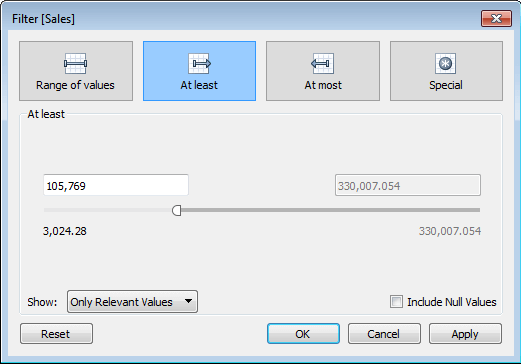 Filter [Sales]
Range of values
At least
At most
Special
At least
105,769
330,007.054
3,024.28
330,007.054
Show:
Only Relevant Values
Include Null Values
Reset
OK
Cancel
Apply